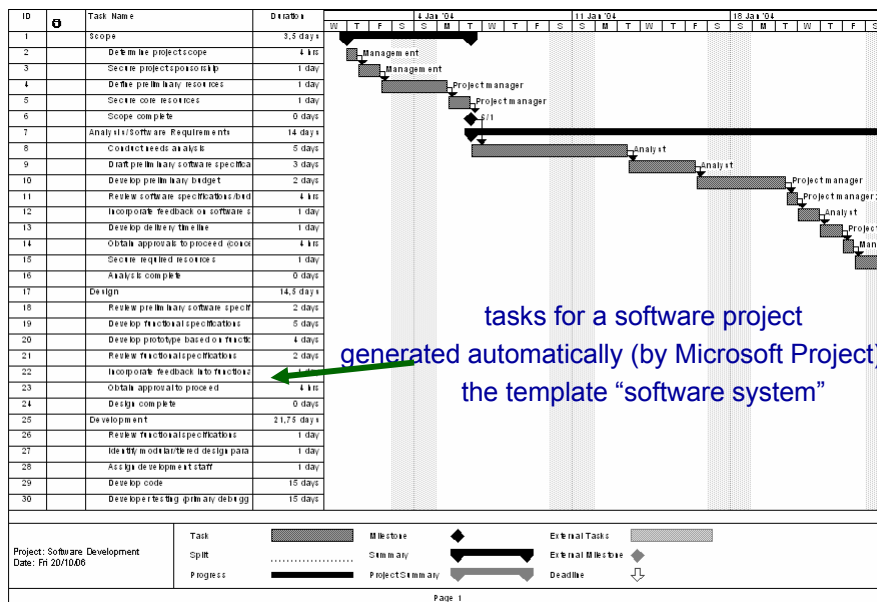 ID Task Name Duration 4 Jan '04 11 Jan '04 18 Jan '04
W T F S S M T W T F S S M T W T F S S M T W T F S
1 Scope 3,5 days
2 Determine project scope 4 hrs Management
3 Secure project sponsorship 1 day Management
4 Define preliminary resources 1 day Project manager
5 Secure core resources 1 day Project manager
6 Scope complete 0 days 6/1
7 Analysis/Software Requirements 14 days
8 Conduct needs analysis 5 days Analyst
9 Draft preliminary software specifica 3 days Analyst
10 Develop preliminary budget 2 days Project manager
11 Review software specifications/bud 4 hrs Project manager;
12 Incorporate feedback on software s 1 day Analyst
13 Develop delivery timeline 1 day Project
14 Obtain approvals to proceed (conce 4 hrs Man
15 Secure required resources 1 day
16 Analysis complete 0 days
17 Design 14,5 days
18 Review preliminary software specif 2 days
19 Develop functional specifications 5 days
20 Develop prototype based on functio 4 days
21 Review functional specifications 2 days
22 Incorporate feedback into functiona day
23 Obtain approval to proceed 4 hrs
24 Design complete 0 days
25 Development 21,75 days
26 Review functional specifications 1 day
27 Identify modular/tiered design para 1 day
28 Assign development staff 1 day
29 Develop code 15 days
30 Developer testing (primary debugg 15 days
tasks for a software project
generated automatically (by Microsoft Project)
the template “software system”
Project: Software Development
Date: Fri 20/10/06
Task Milestone External Tasks
Split Summary External Milestone
Progress Project Summary Deadline
Page 1